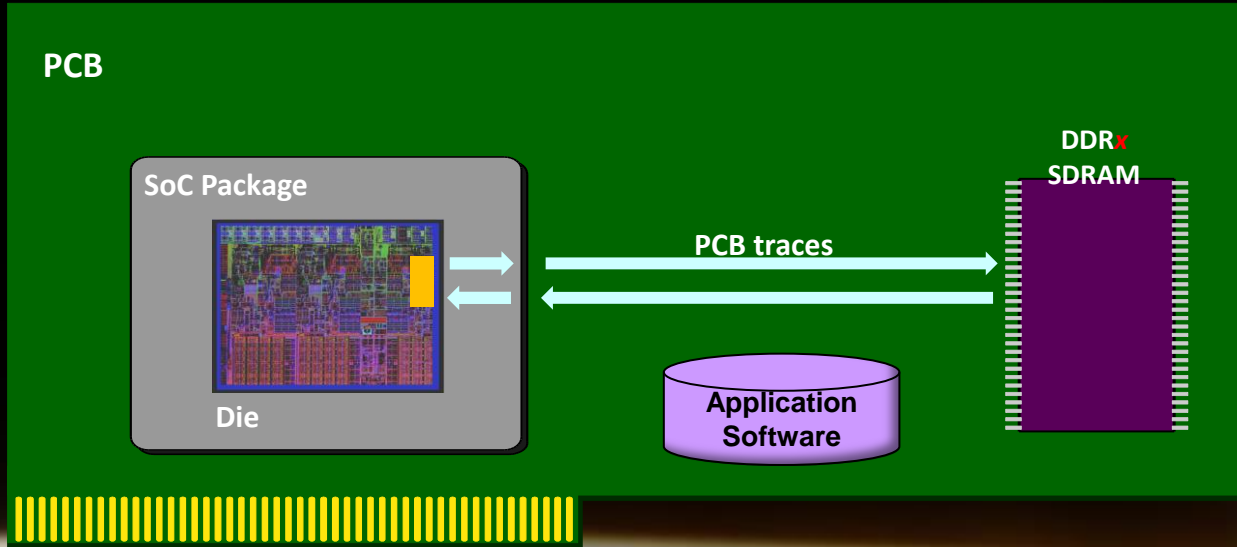 PCB
DDRx
SDRAM
SoC Package
PCB traces
Application
Software
Die